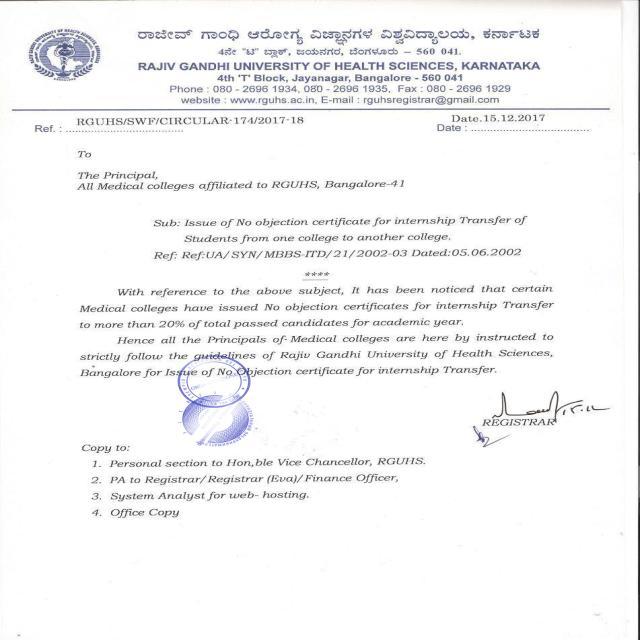 ರಾಜೀವ್ ಗಾಂಧಿ ಆರೋಗ್ಯ ವಿಜ್ಞಾನಗಳ ವಿಶ್ವವಿದ್ಯಾಲಯ, ಕರ್ನಾಟಕ
4ನೇ "ಟಿ" ಬ್ಲಾಕ್, ಜಯನಗರ, ಬೆಂಗಳೂರು – 560 041.
RAJIV GANDHI UNIVERSITY OF HEALTH SCIENCES, KARNATAKA
4th 'T' Block, Jayanagar, Bangalore - 560 041
Phone : 080 - 2696 1934, 080 - 2696 1935, Fax : 080 - 2696 1929
website : www.rguhs.ac.in, E-mail : rguhsregistrar@gmail.com
Ref. : RGUHS/SWF/CIRCULAR-174/2017-18
Date : Date.15.12.2017
To
The Principal,
All Medical colleges affiliated to RGUHS, Bangalore-41
Sub: Issue of No objection certificate for internship Transfer of
Students from one college to another college.
Ref: Ref:UA/SYN/MBBS-ITD/21/2002-03 Dated:05.06.2002
****
With reference to the above subject, It has been noticed that certain
Medical colleges have issued No objection certificates for internship Transfer
to more than 20% of total passed candidates for academic year.
Hence all the Principals of Medical colleges are here by instructed to
strictly follow the guidelines of Rajiv Gandhi University of Health Sciences,
Bangalore for Issue of No Objection certificate for internship Transfer.
REGISTRAR
Copy to:
1. Personal section to Hon,ble Vice Chancellor, RGUHS.
2. PA to Registrar/Registrar (Eva)/Finance Officer,
3. System Analyst for web- hosting.
4. Office Copy